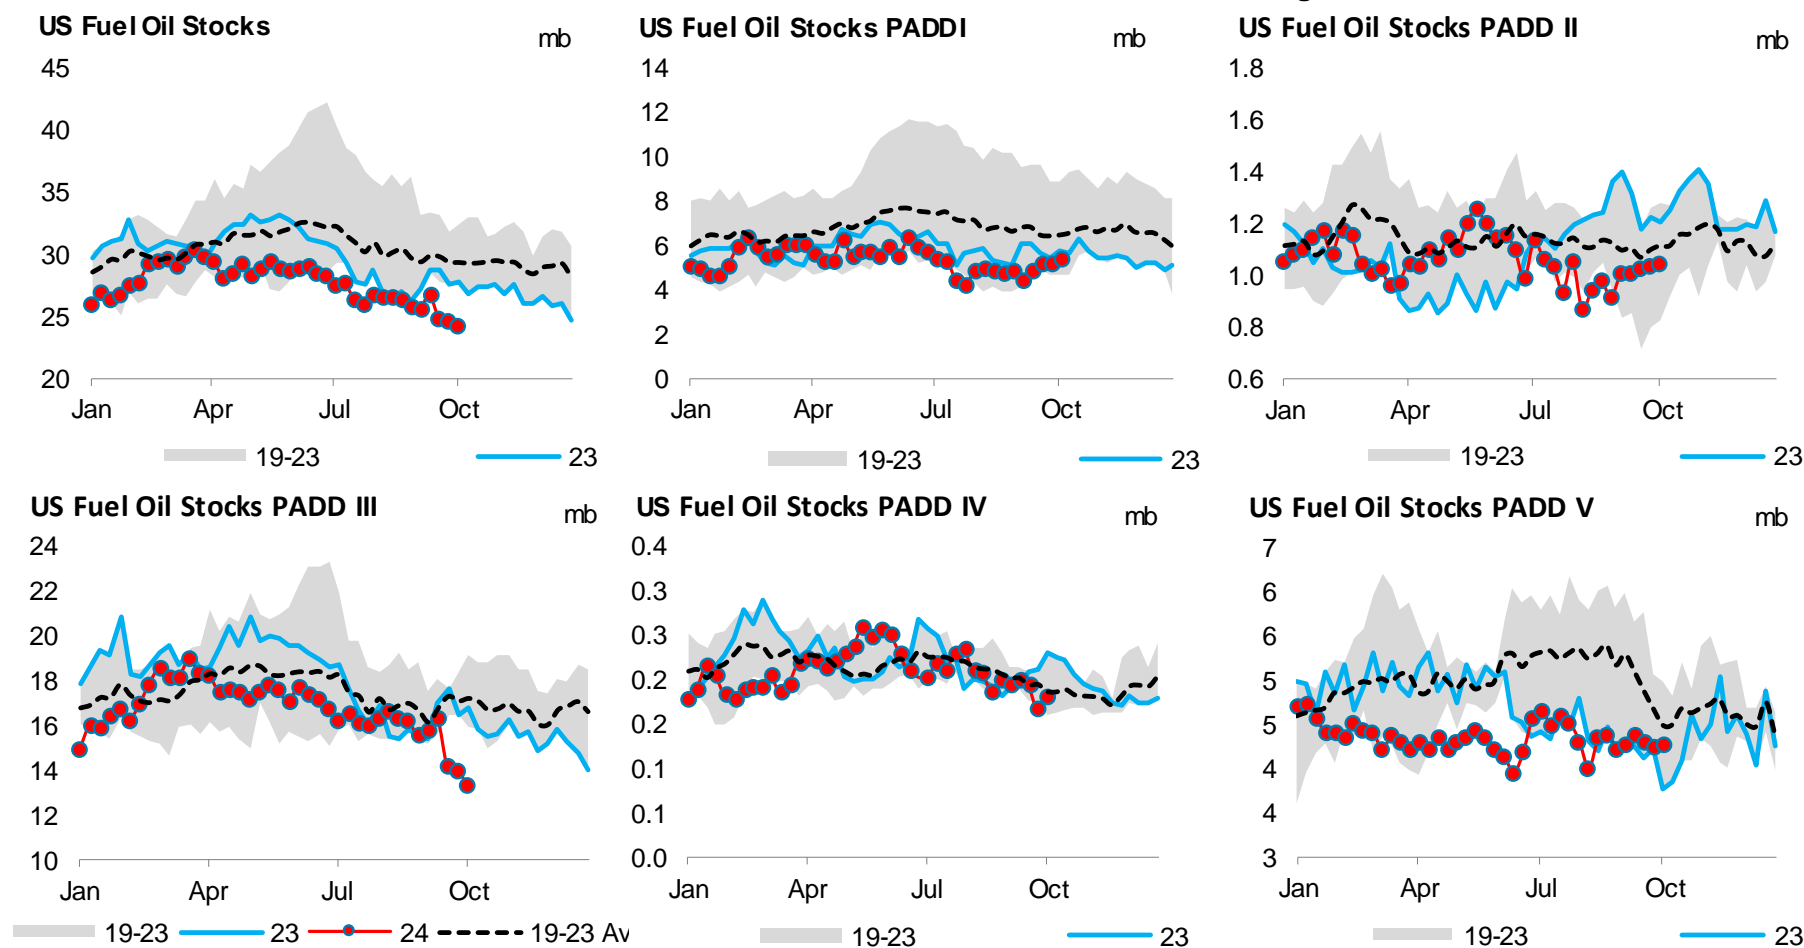 US Fuel Oil Stocks
mb
45
40
35
30
25
20
Jan Apr Jul Oct
19-23 23
US Fuel Oil Stocks PADDI
mb
14
12
10
8
6
4
2
0
Jan Apr Jul Oct
19-23 23
US Fuel Oil Stocks PADD II
mb
1.8
1.6
1.4
1.2
1.0
0.8
0.6
Jan Apr Jul Oct
19-23 23
US Fuel Oil Stocks PADD III
mb
24
22
20
18
16
14
12
10
Jan Apr Jul Oct
19-23 23 24 19-23 Av
US Fuel Oil Stocks PADD IV
mb
0.4
0.3
0.3
0.2
0.2
0.1
0.1
0.0
Jan Apr Jul Oct
19-23 23
US Fuel Oil Stocks PADD V
mb
7
6
6
5
5
4
4
3
Jan Apr Jul Oct
19-23 23